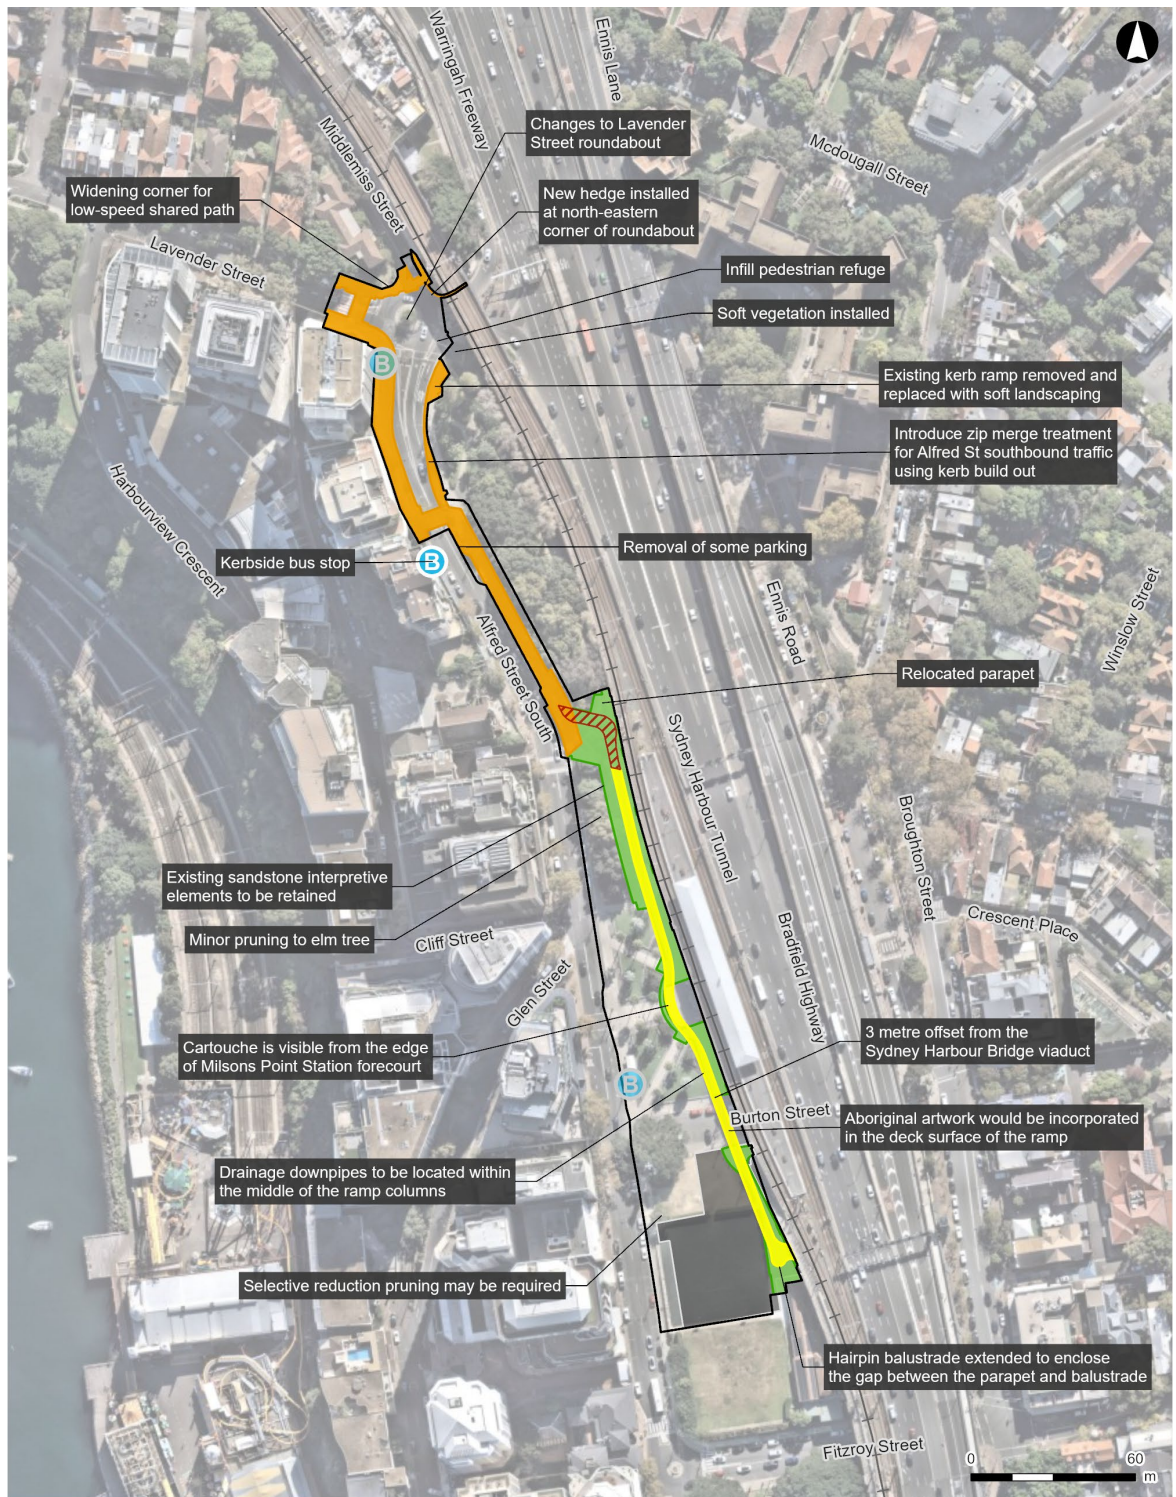 Warringah Freeway
Ennis Lane
Changes to Lavender
Street roundabout
Mcdougall Street
Middlemiss Street
Widening corner for
low-speed shared path
New hedge installed
at north-eastern
corner of roundabout
Lavender Street
Infill pedestrian refuge
Soft vegetation installed
B
Existing kerb ramp removed and
replaced with soft landscaping
Introduce zip merge treatment
for Alfred St southbound traffic
using kerb build out
Harbourview Crescent
Removal of some parking
Kerbside bus stop
B
Ennis Road
Winslow Street
Alfred Street South
Relocated parapet
Sydney Harbour Tunnel
Broughton Street
Existing sandstone interpretive
elements to be retained
Crescent Place
Minor pruning to elm tree
Cliff Street
Bradfield Highway
Glen Street
3 metre offset from the
Sydney Harbour Bridge viaduct
Cartouche is visible from the edge
of Milsons Point Station forecourt
B
Burton Street
Aboriginal artwork would be incorporated
in the deck surface of the ramp
Drainage downpipes to be located within
the middle of the ramp columns
Selective reduction pruning may be required
Hairpin balustrade extended to enclose
the gap between the parapet and balustrade
Fitzroy Street
0
60
m